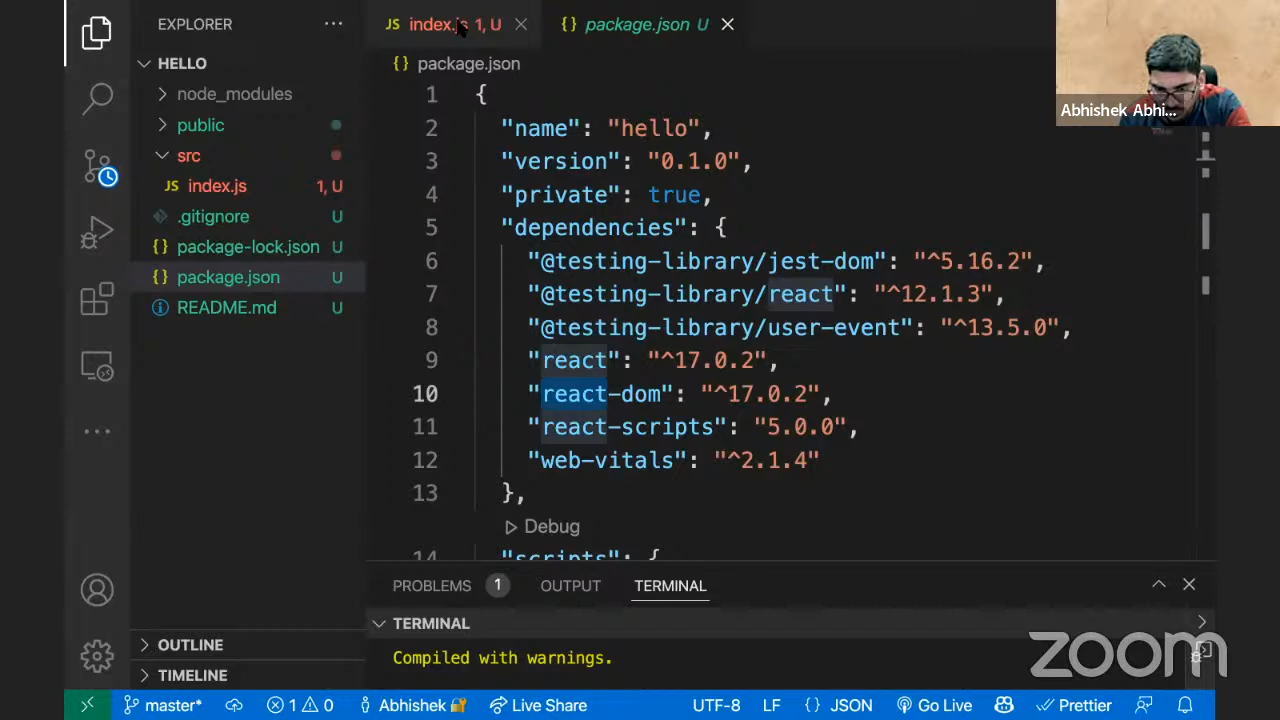 EXPLORER
HELLO
node_modules
public
src
JS index.js 1, U
.gitignore U
{} package-lock.json U
{} package.json U
README.md U
OUTLINE
TIMELINE
JS index.js 1, U
{} package.json U
{} package.json
1 {
2 "name": "hello",
3 "version": "0.1.0",
4 "private": true,
5 "dependencies": {
6 "@testing-library/jest-dom": "^5.16.2",
7 "@testing-library/react": "^12.1.3",
8 "@testing-library/user-event": "^13.5.0",
9 "react": "^17.0.2",
10 "react-dom": "^17.0.2",
11 "react-scripts": "5.0.0",
12 "web-vitals": "^2.1.4"
13 },
Debug
14 "scripts": {
PROBLEMS 1 OUTPUT TERMINAL
TERMINAL
Compiled with warnings.
Abhishek Abhi...
zoom
master* 1 0 Abhishek Live Share UTF-8 LF {} JSON Go Live Prettier